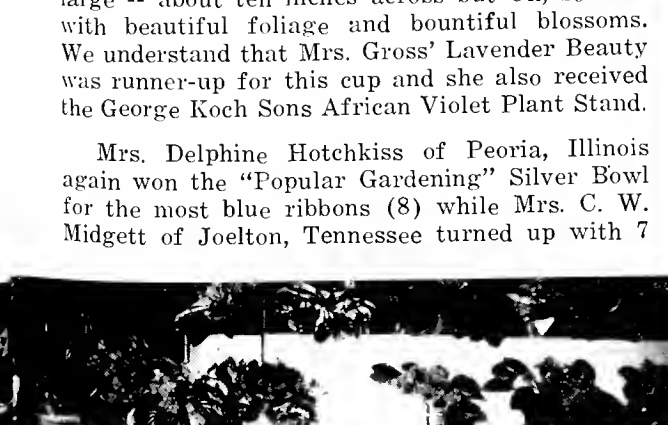 large -- about ten inches across but
with beautiful foliage and bountiful blossoms.
We understand that Mrs. Gross' Lavender Beauty
was runner-up for this cup and she also received
the George Koch Sons African Violet Plant Stand.
Mrs. Delphine Hotchkiss of Peoria, Illinois
again won the “Popular Gardening” Silver Bowl
for the most blue ribbons (8) while Mrs. C. W.
Midgett of Joelton, Tennessee turned up with 7